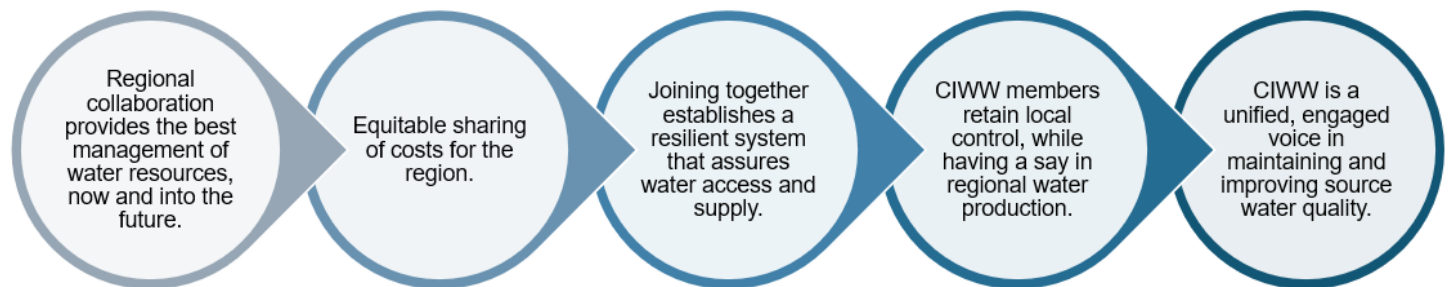 Regional
collaboration
provides the best
management of
water resources,
now and into the
future.
Equitable sharing
of costs for the
region.
Joining together
establishes a
resilient system
that assures
water access and
supply.
CIWW members
retain local
control, while
having a say in
regional water
production.
CIWW is a
unified, engaged
voice in
maintaining and
improving source
water quality.